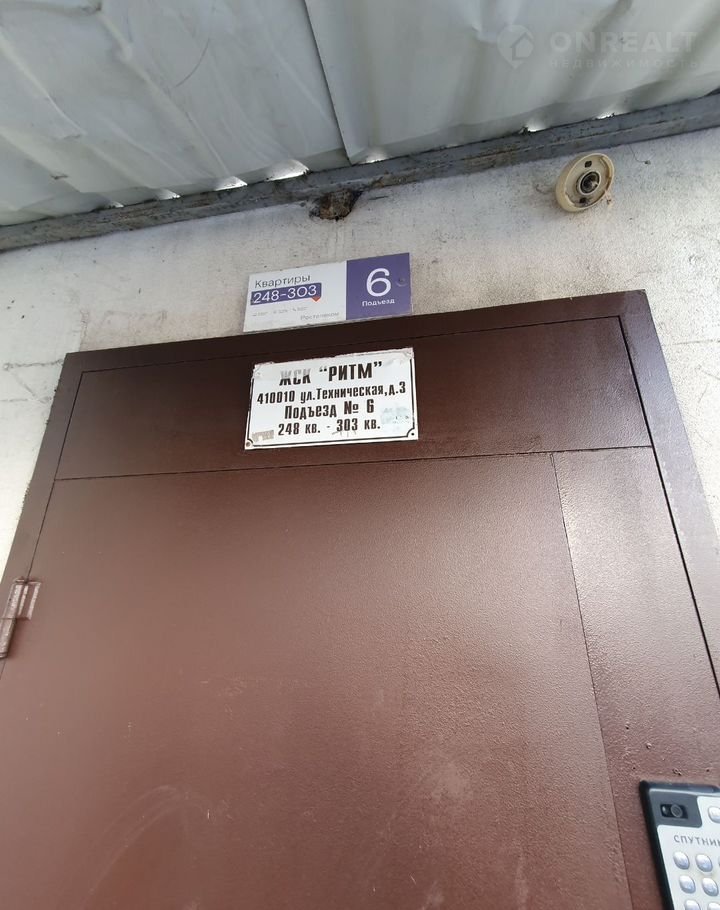 ONREALT
НЕДВИЖИМОСТЬ
Квартиры
248-303
6
Подъезд
Ростелеком
ЖСК "РИТМ"
410010 ул.Техническая,д.3
Подъезд № 6
248 кв. - 303 кв.